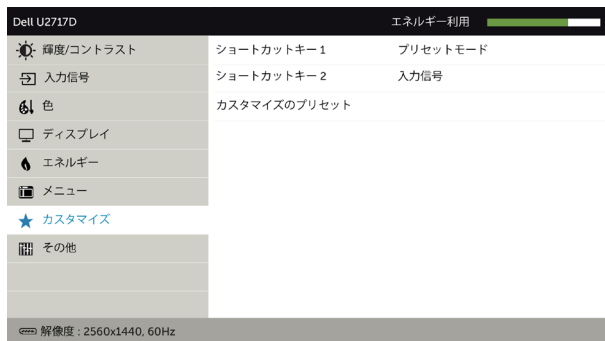 Dell U2717D エネルギー利用
輝度/コントラスト ショートカットキー 1 プリセットモード
入力信号 ショートカットキー 2 入力信号
色 カスタマイズのプリセット
ディスプレイ
エネルギー
メニュー
カスタマイズ
その他
解像度 : 2560x1440, 60Hz